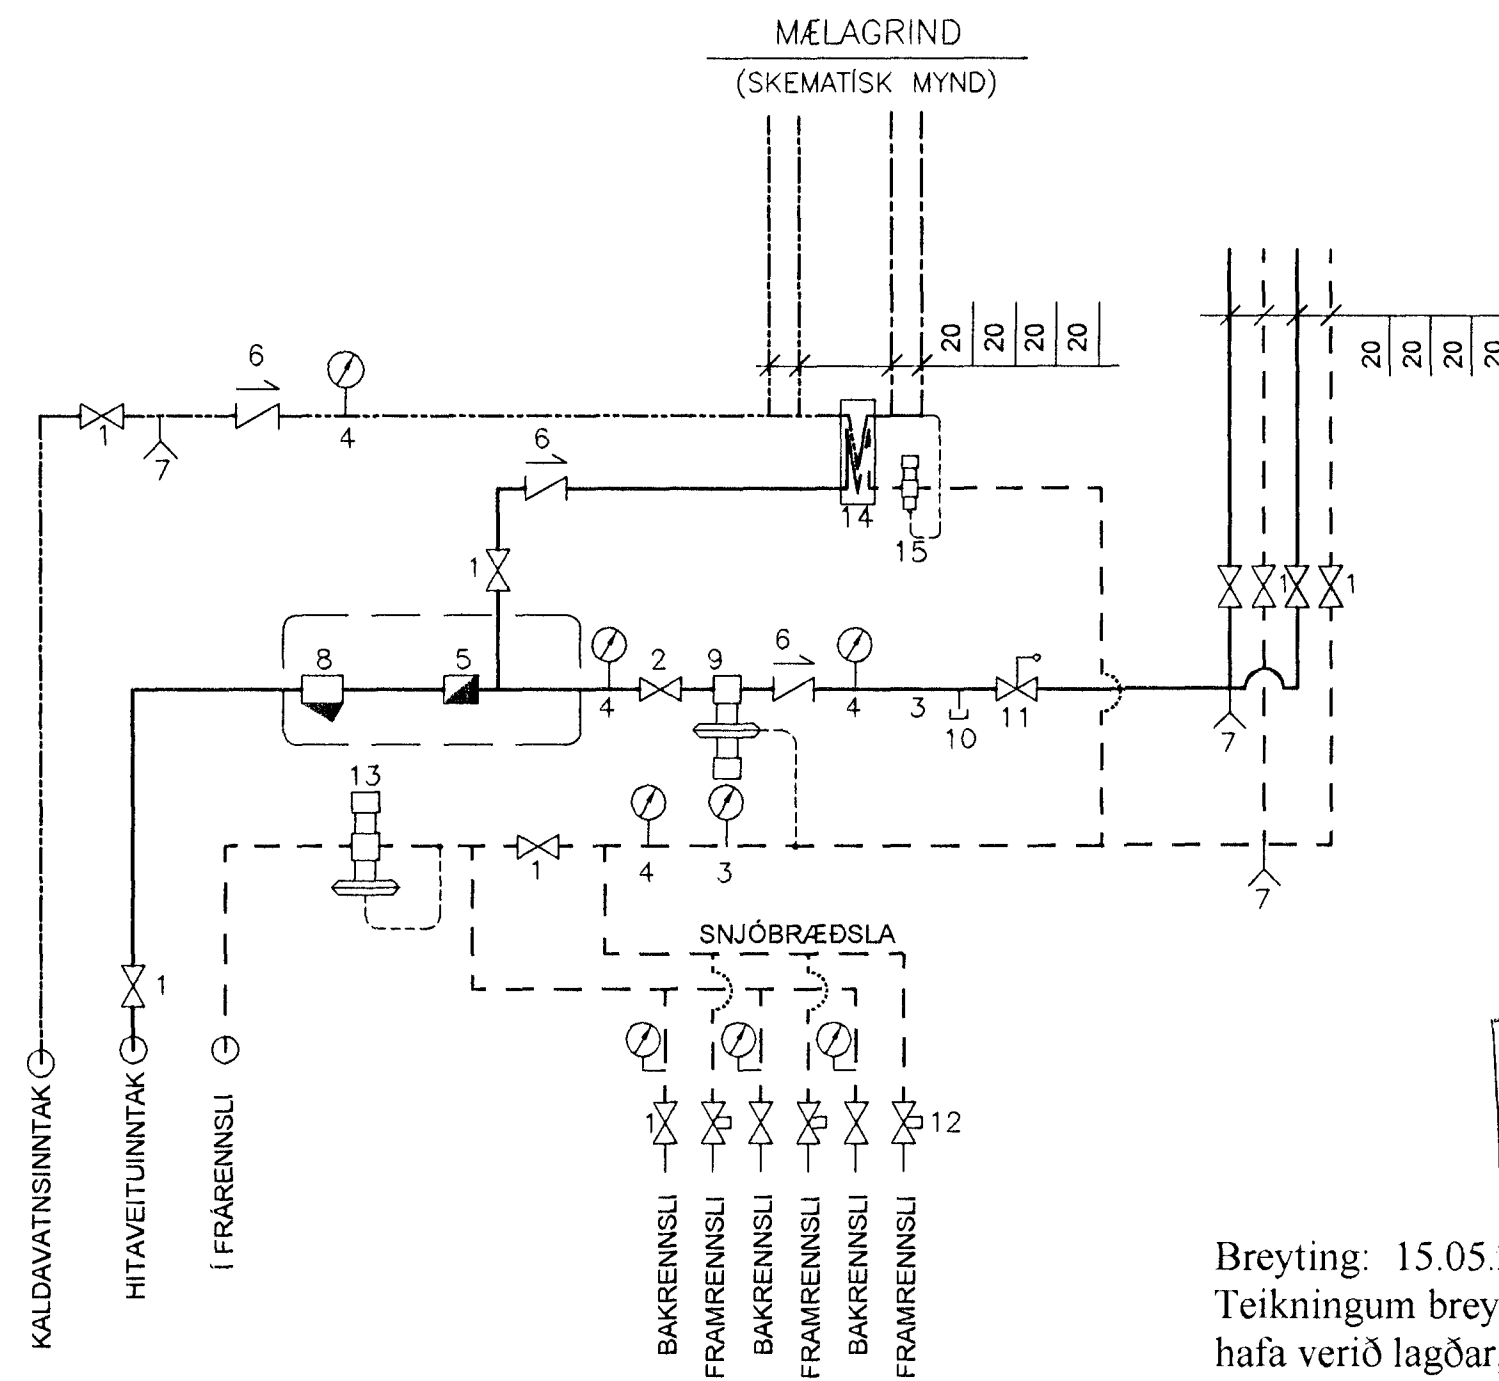 MÆLAGRIND
(SKEMATÍSK MYND)
20 20 20 20
20 20 20 20
6
1
7
4
6
14
15
1
1 1
8
5
4
2
9
6
4
3
10
11
7
13
1
4
3
7
SNJÓBRÆÐSLA
1
1
12
KALDAVATNSINNTAK
HITAVEITUINNTAK
Í FRÁRENNSLI
BAKRENNSLI
FRAMRENNSLI
BAKRENNSLI
FRAMRENNSLI
BAKRENNSLI
FRAMRENNSLI
Breyting: 15.05.
Teikningum brey
hafa verið lagðar